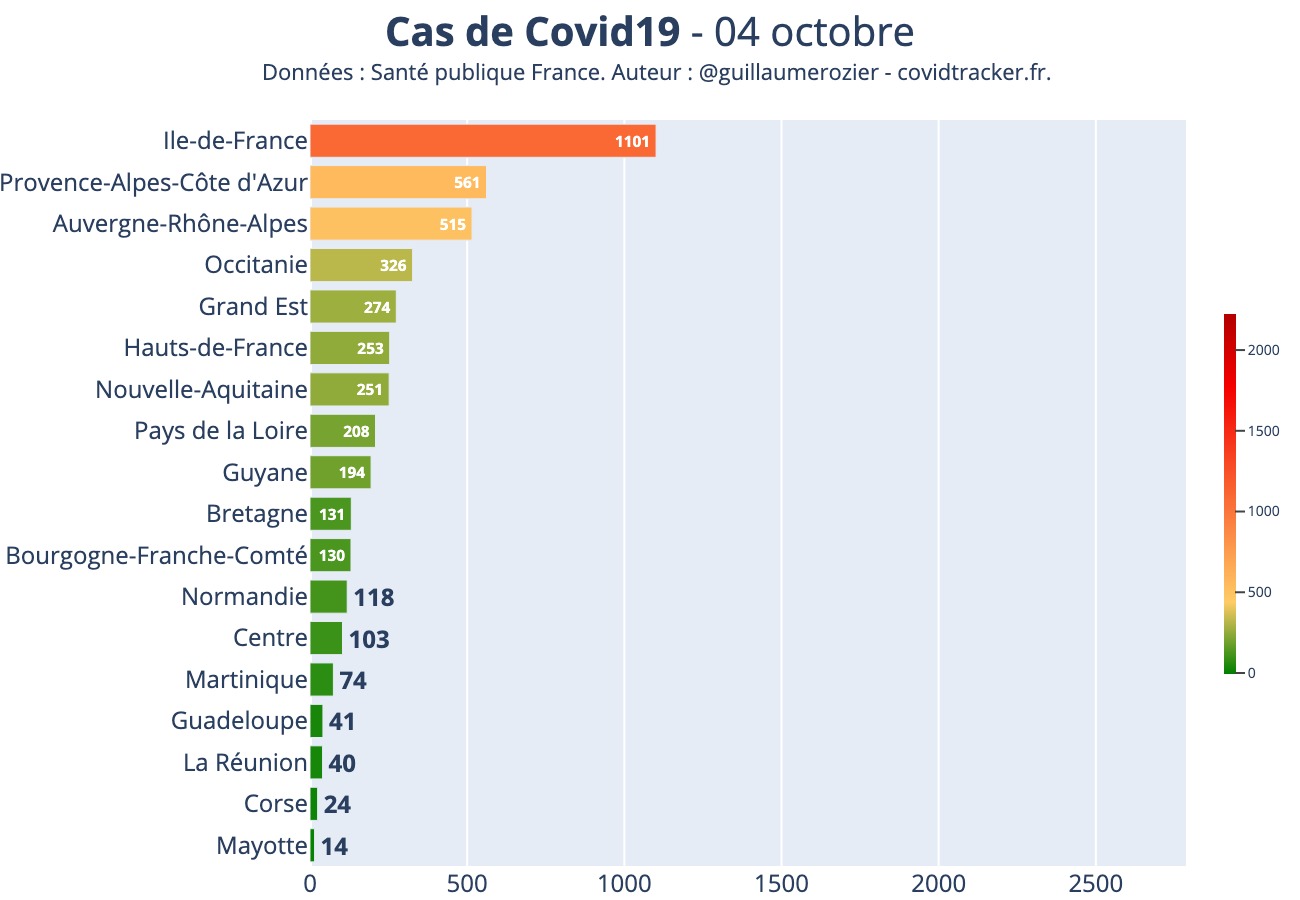 Cas de Covid19 - 04 octobre
Données : Santé publique France. Auteur : @guillaumerozier - covidtracker.fr.
Ile-de-France 1101
Provence-Alpes-Côte d'Azur 561
Auvergne-Rhône-Alpes 515
Occitanie 326
Grand Est 274
Hauts-de-France 253
Nouvelle-Aquitaine 251
Pays de la Loire 208
Guyane 194
Bretagne 131
Bourgogne-Franche-Comté 130
Normandie 118
Centre 103
Martinique 74
Guadeloupe 41
La Réunion 40
Corse 24
Mayotte 14
0 500 1000 1500 2000 2500
2000
1500
1000
500
0